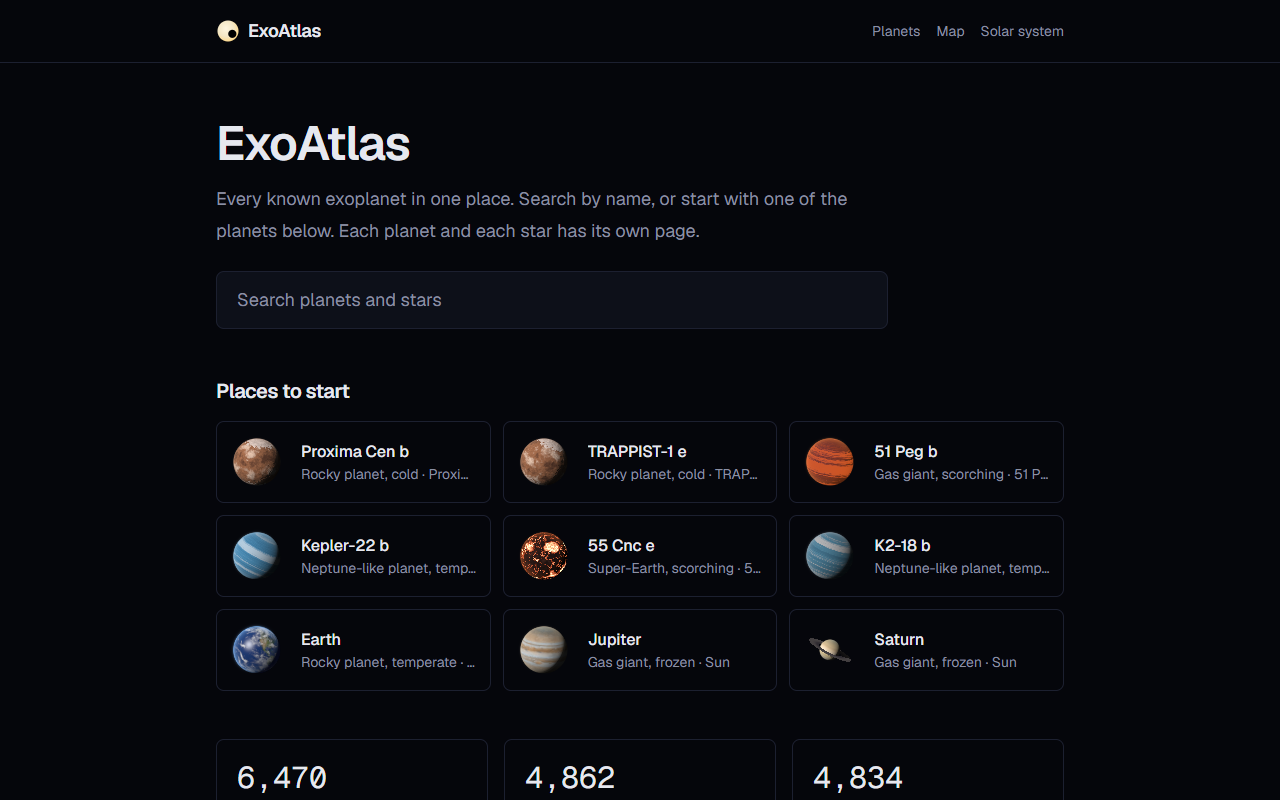 ExoAtlas
Planets
Map
Solar system
ExoAtlas
Every known exoplanet in one place. Search by name, or start with one of the
planets below. Each planet and each star has its own page.
Search planets and stars
Places to start
Proxima Cen b
Rocky planet, cold · Proxi…
TRAPPIST-1 e
Rocky planet, cold · TRAP…
51 Peg b
Gas giant, scorching · 51 P…
Kepler-22 b
Neptune-like planet, temp…
55 Cnc e
Super-Earth, scorching · 5…
K2-18 b
Neptune-like planet, temp…
Earth
Rocky planet, temperate · …
Jupiter
Gas giant, frozen · Sun
Saturn
Gas giant, frozen · Sun
6,470
4,862
4,834